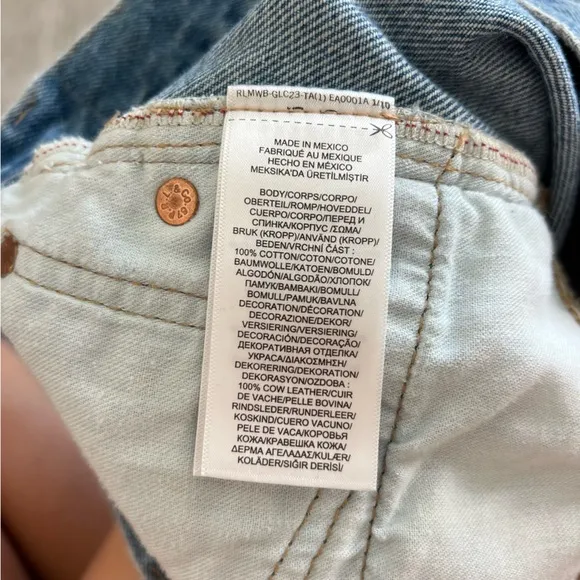 RLMWB-GLC23-TA(1) EA0001A 1/10
MADE IN MEXICO
FABRIQUÉ AU MEXIQUE
HECHO EN MÉXICO
MEKSIKA'DA ÜRETİLMİŞTİR
BODY/CORPS/CORPO/
OBERTEIL/ROMP/HOVEDDEL/
CUERPO/CORPO/ПЕРЕД И
СПИНКА/КОРПУС /ΣΩΜΑ/
BRUK (KROPP)/ANVÄND (KROPP)/
BEDEN/VRCHNÍ ČÁST :
100% COTTON/COTON/COTONE/
BAUMWOLLE/KATOEN/BOMULD/
ALGODÓN/ALGODÃO/ХЛОПОК/
ПАМУК/ΒΑΜΒΑΚΙ/BOMULL/
BOMULL/PAMUK/BAVLNA
DECORATION/DÉCORATION/
DECORAZIONE/DEKOR/
VERSIERING/VERSIERING/
DECORACIÓN/DECORAÇÃO/
ДЕКОРАТИВНАЯ ОТДЕЛКА/
УКРАСА/ΔΙΑΚΟΣΜΗΣΗ/
DEKORERING/DEKORATION/
DEKORASYON/OZDOBA :
100% COW LEATHER/CUIR
DE VACHE/PELLE BOVINA/
RINDSLEDER/RUNDERLEER/
KOSKIND/CUERO VACUNO/
PELE DE VACA/КОРОВЬЯ
КОЖА/КРАВЕШКА КОЖА/
ΔΕΡΜΑ ΑΓΕΛΑΔΑΣ/KULÆR/
KOLÄDER/SIĞIR DERİSİ/